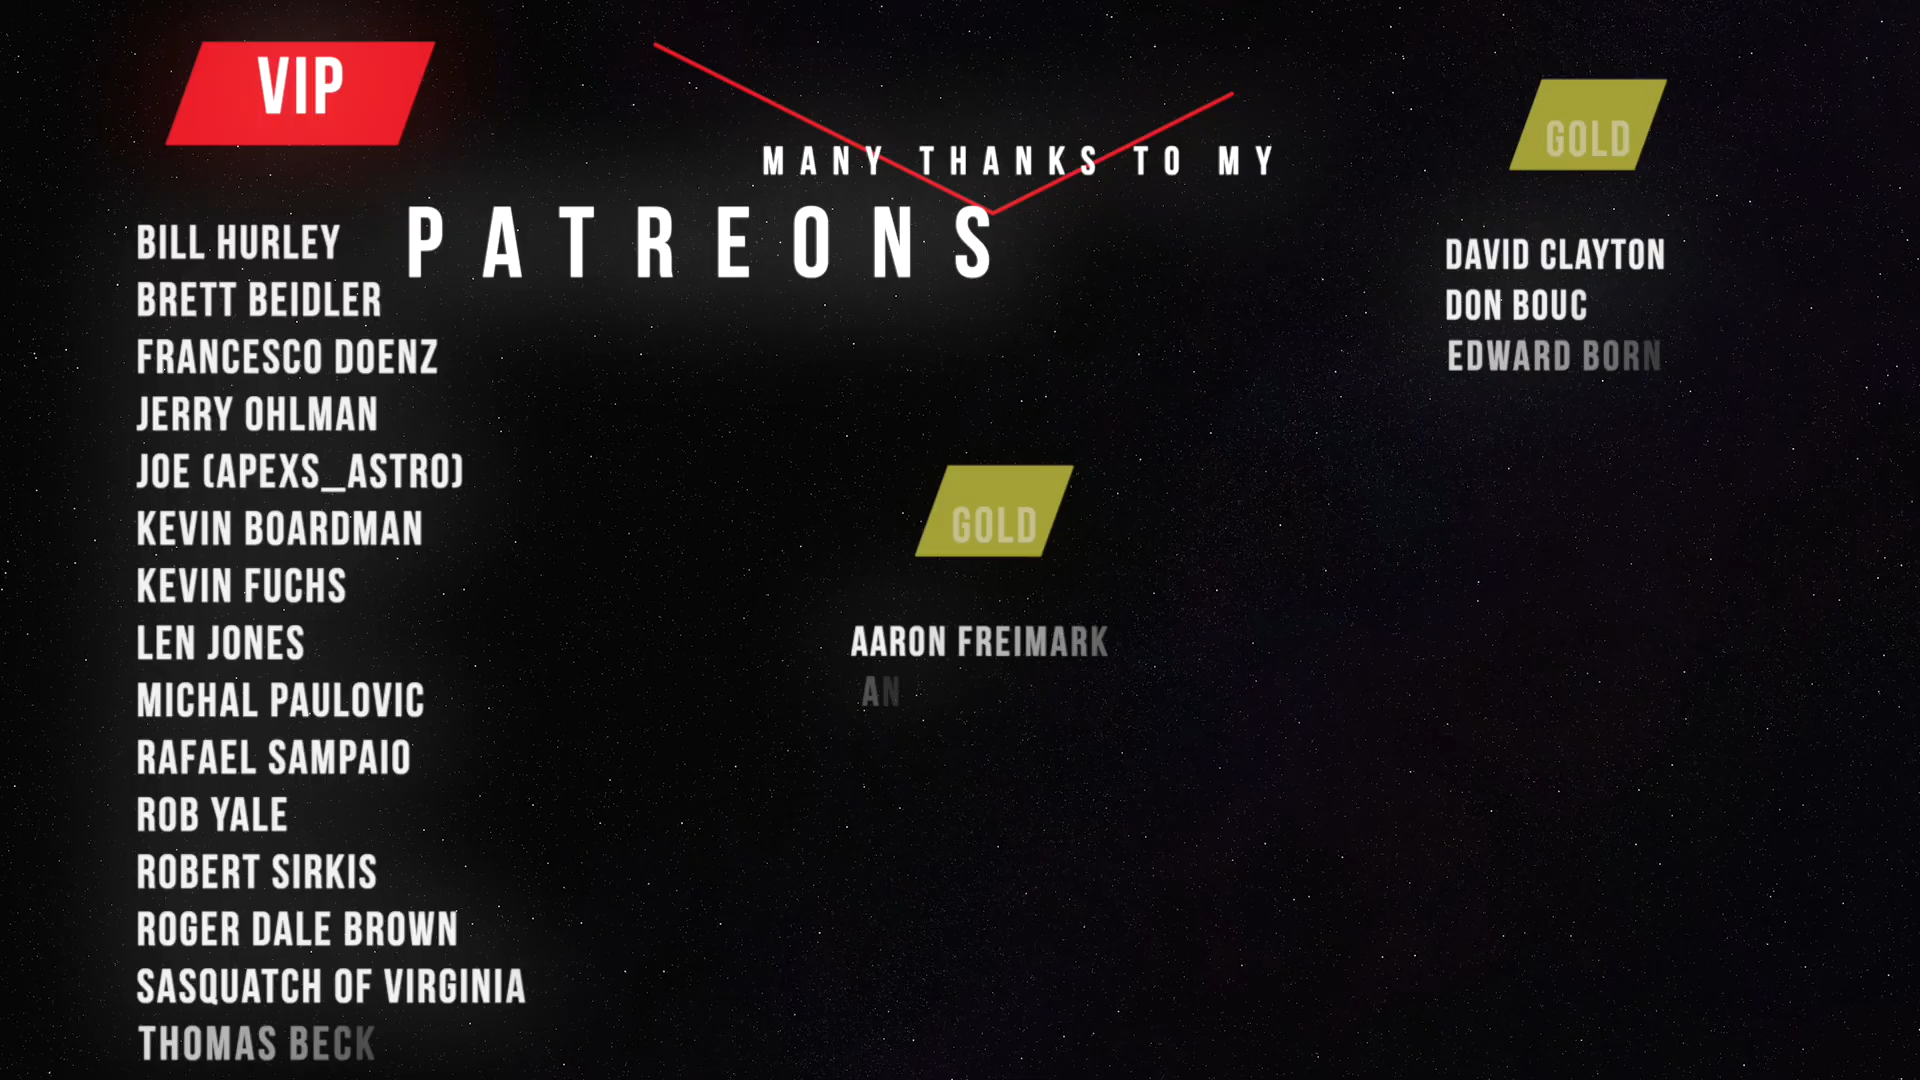 VIP
MANY THANKS TO MY
PATREONS
BILL HURLEY
BRETT BEIDLER
FRANCESCO DOENZ
JERRY OHLMAN
JOE (APEXS_ASTRO)
KEVIN BOARDMAN
KEVIN FUCHS
LEN JONES
MICHAL PAULOVIC
RAFAEL SAMPAIO
ROB YALE
ROBERT SIRKIS
ROGER DALE BROWN
SASQUATCH OF VIRGINIA
THOMAS BECK
GOLD
AARON FREIMARK
AN
GOLD
DAVID CLAYTON
DON BOUC
EDWARD BORN